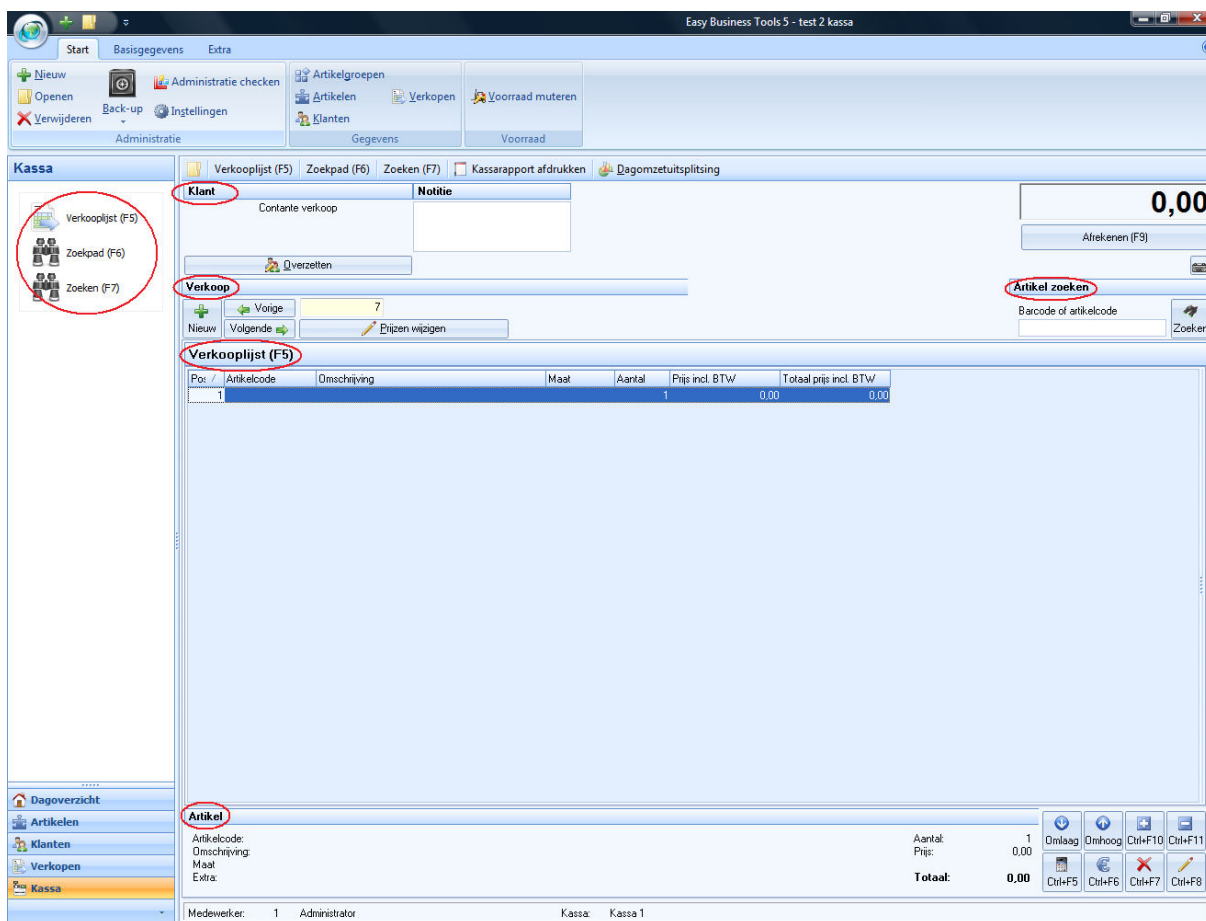 Easy Business Tools 5 - test 2 kassa
Start Basisgegevens Extra
Nieuw
Openen
Verwijderen
Back-up
Administratie checken
Instellingen
Administratie
Artikelgroepen
Artikelen
Klanten
Verkopen
Gegevens
Voorraad muteren
Voorraad
Kassa
Verkooplijst (F5)
Zoekpad (F6)
Zoeken (F7)
Verkooplijst (F5) Zoekpad (F6) Zoeken (F7) Kassarapport afdrukken Dagomzetuitsplitsing
Klant Notitie
Contante verkoop
Overzetten
0,00
Afrekenen (F9)
Verkoop
Nieuw
Vorige 7
Volgende Prijzen wijzigen
Artikel zoeken
Barcode of artikelcode
Zoeken
Verkooplijst (F5)
Pos Artikelcode Omschrijving Maat Aantal Prijs incl. BTW Totaal prijs incl. BTW
1 1 0,00 0,00
Dagoverzicht
Artikelen
Klanten
Verkopen
Kassa
Artikel
Artikelcode:
Omschrijving:
Maat
Extra:
Aantal: 1
Prijs: 0,00
Totaal: 0,00
Omlaag Omhoog Ctrl+F10 Ctrl+F11
Ctrl+F5 Ctrl+F6 Ctrl+F7 Ctrl+F8
Medewerker: 1 Administrator Kassa: Kassa 1